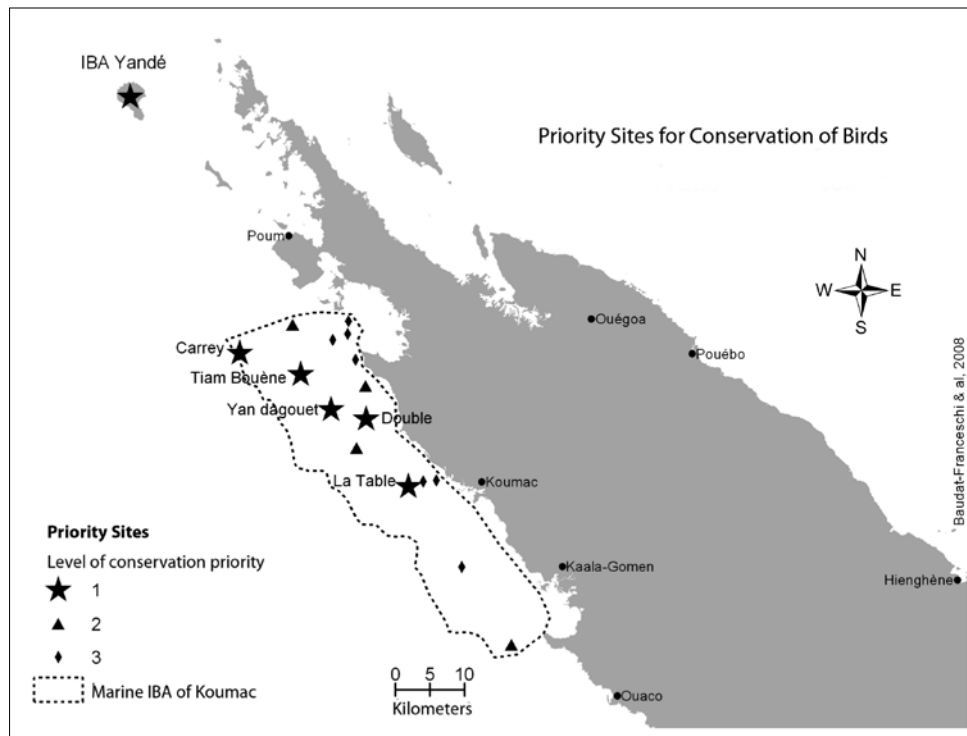 IBA Yandé
Priority Sites for Conservation of Birds
Poum
N
W E
S
Ouégoa
Pouébo
Carrey
Tiam Bouène
Yan dagouet
Double
La Table
Koumac
Kaala-Gomen
Hienghène
Ouaco
Baudat-Franceschi & al, 2008
Priority Sites
Level of conservation priority
1
2
3
Marine IBA of Koumac
0 5 10
Kilometers